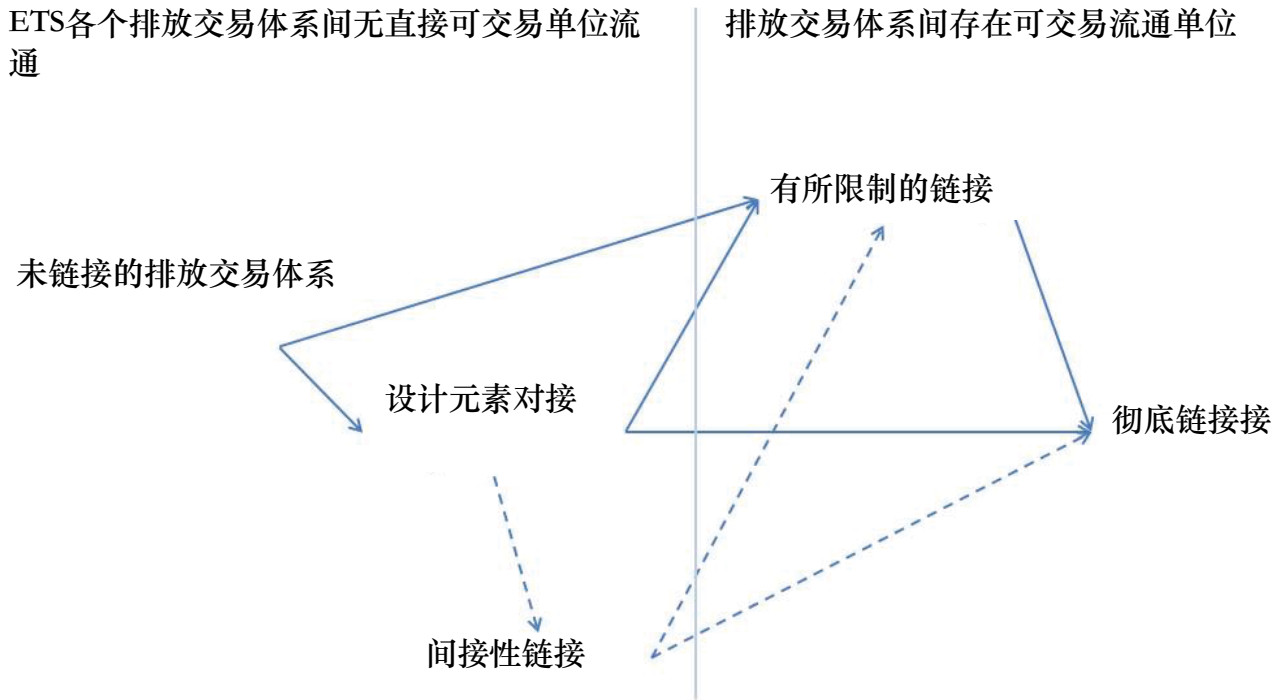 ETS各个排放交易体系间无直接可交易单位流
通
排放交易体系间存在可交易流通单位
有所限制的链接
未链接的排放交易体系
设计元素对接
彻底链接接
间接性链接